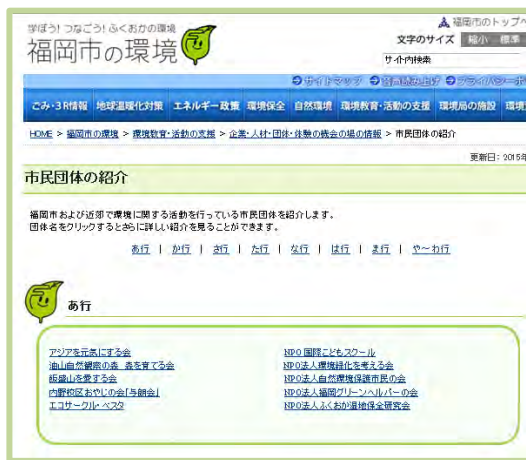 学ぼう! つなごう! ふくおかの環境
福岡市の環境
福岡市のトップペ
文字のサイズ 縮小 標準
サイト内検索
サイトマップ 音声読み上げ プライバシーポ
ごみ・3R情報 地球温暖化対策 エネルギー政策 環境保全 自然環境 環境教育・活動の支援 環境局の施設 環境
HOME > 福岡市の環境 > 環境教育・活動の支援 > 企業・人材・団体・体験の機会の場の情報 > 市民団体の紹介
更新日: 2015年
市民団体の紹介
福岡市および近郊で環境に関する活動を行っている市民団体を紹介します。
団体名をクリックするとさらに詳しい紹介を見ることができます。
あ行 | か行 | さ行 | た行 | な行 | は行 | ま行 | や~わ行
あ行
アジアを元気にする会
油山自然観察の森 森を育てる会
飯盛山を愛する会
内野校区おやじの会「与朗会」
エコサークル・ベスタ
NPO 国際こどもスクール
NPO法人環境緑化を考える会
NPO法人自然環境保護市民の会
NPO法人福岡グリーンヘルパーの会
NPO法人ふくおか湿地保全研究会